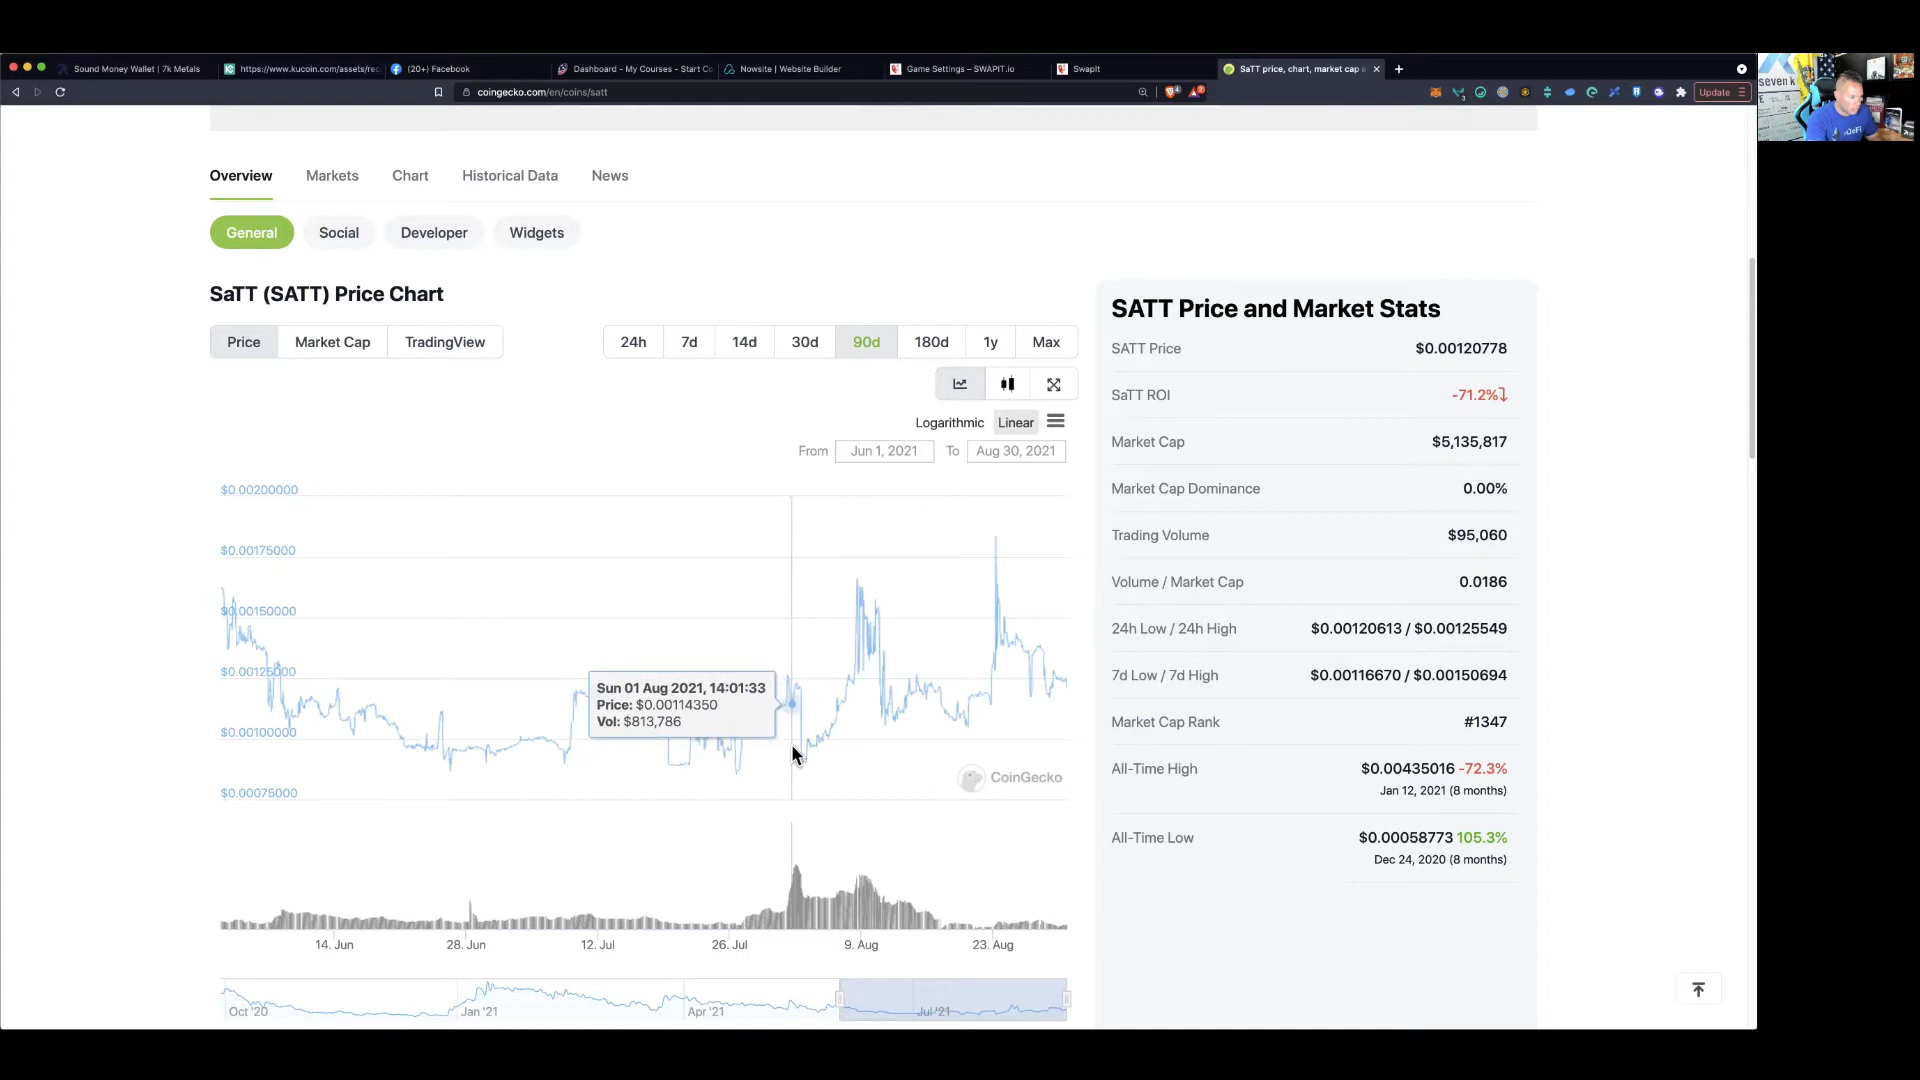 Sound Money Wallet | 7k Metals
https://www.kucoin.com/assets/rec
(20+) Facebook
Dashboard - My Courses - Start Co
Nowsite | Website Builder
Game Settings – SWAPIT.io
SwapIt
SaTT price, chart, market cap
coingecko.com/en/coins/satt
Update
seven k
Overview
Markets
Chart
Historical Data
News
General
Social
Developer
Widgets
SaTT (SATT) Price Chart
Price
Market Cap
TradingView
24h
7d
14d
30d
90d
180d
1y
Max
Logarithmic
Linear
From
Jun 1, 2021
To
Aug 30, 2021
$0.00200000
$0.00175000
$0.00150000
$0.00125000
$0.00100000
$0.00075000
Sun 01 Aug 2021, 14:01:33
Price: $0.00114350
Vol: $813,786
CoinGecko
14. Jun
28. Jun
12. Jul
26. Jul
9. Aug
23. Aug
Oct '20
Jan '21
Apr '21
Jul '21
SATT Price and Market Stats
SATT Price
$0.00120778
SaTT ROI
-71.2%
Market Cap
$5,135,817
Market Cap Dominance
0.00%
Trading Volume
$95,060
Volume / Market Cap
0.0186
24h Low / 24h High
$0.00120613 / $0.00125549
7d Low / 7d High
$0.00116670 / $0.00150694
Market Cap Rank
#1347
All-Time High
$0.00435016 -72.3%
Jan 12, 2021 (8 months)
All-Time Low
$0.00058773 105.3%
Dec 24, 2020 (8 months)